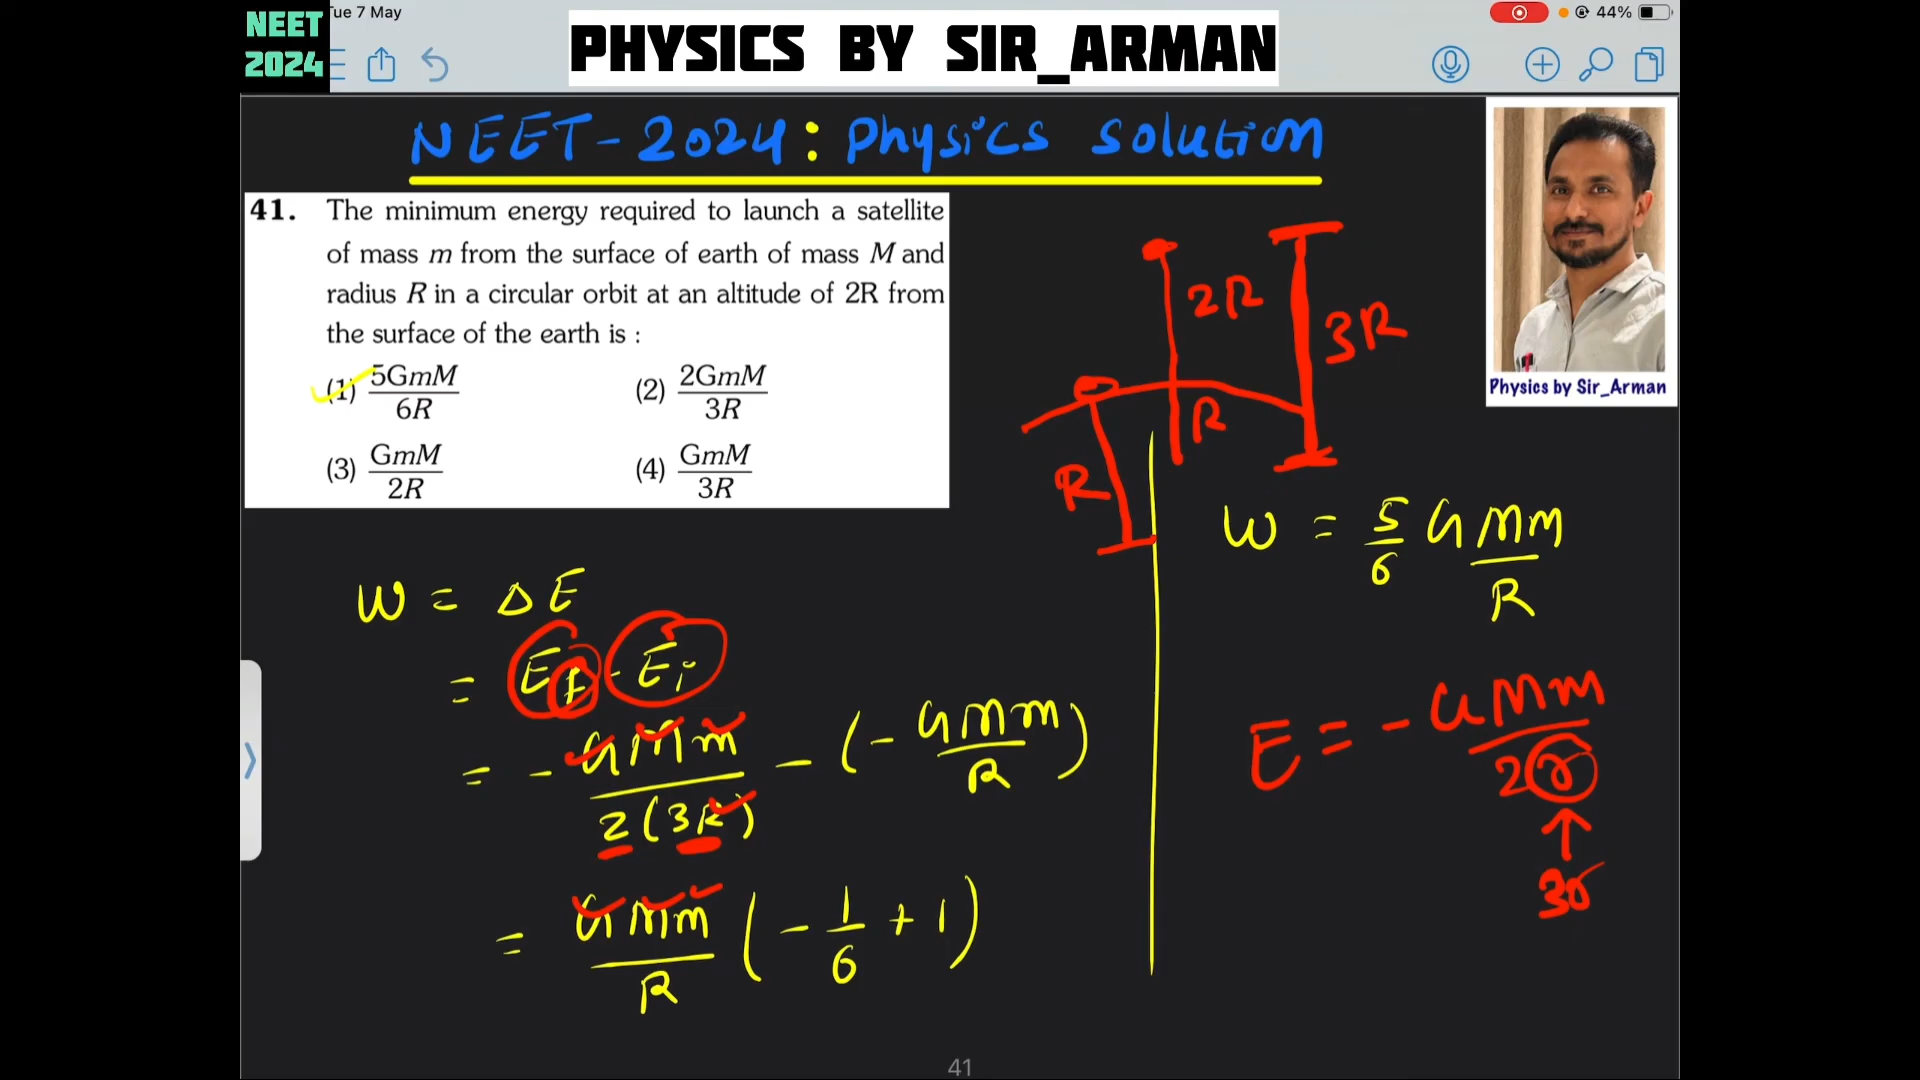 NEET
2024
Tue 7 May
PHYSICS BY SIR_ARMAN
44%
NEET-2024: Physics solution
41. The minimum energy required to launch a satellite
of mass m from the surface of earth of mass M and
radius R in a circular orbit at an altitude of 2R from
the surface of the earth is :
(1) 5GmM/6R (2) 2GmM/3R
(3) GmM/2R (4) GmM/3R
Physics by Sir_Arman
2R
3R
R
R
W = ΔE
= Ef - Ei
= - GMm/2(3R) - (- GMm/R)
= GMm/R (- 1/6 + 1)
W = 5/6 GMm/R
E = - GMm/2r
↑
41